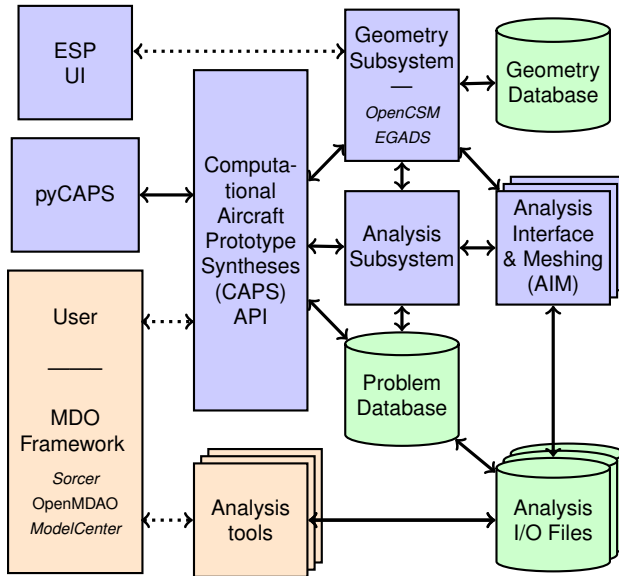 ESP
UI
Geometry
Subsystem
—
OpenCSM
EGADS
Geometry
Database
pyCAPS
Computa-
tional
Aircraft
Prototype
Syntheses
(CAPS)
API
Analysis
Subsystem
Analysis
Interface
& Meshing
(AIM)
User
MDO
Framework
Sorcer
OpenMDAO
ModelCenter
Problem
Database
Analysis
tools
Analysis
I/O Files